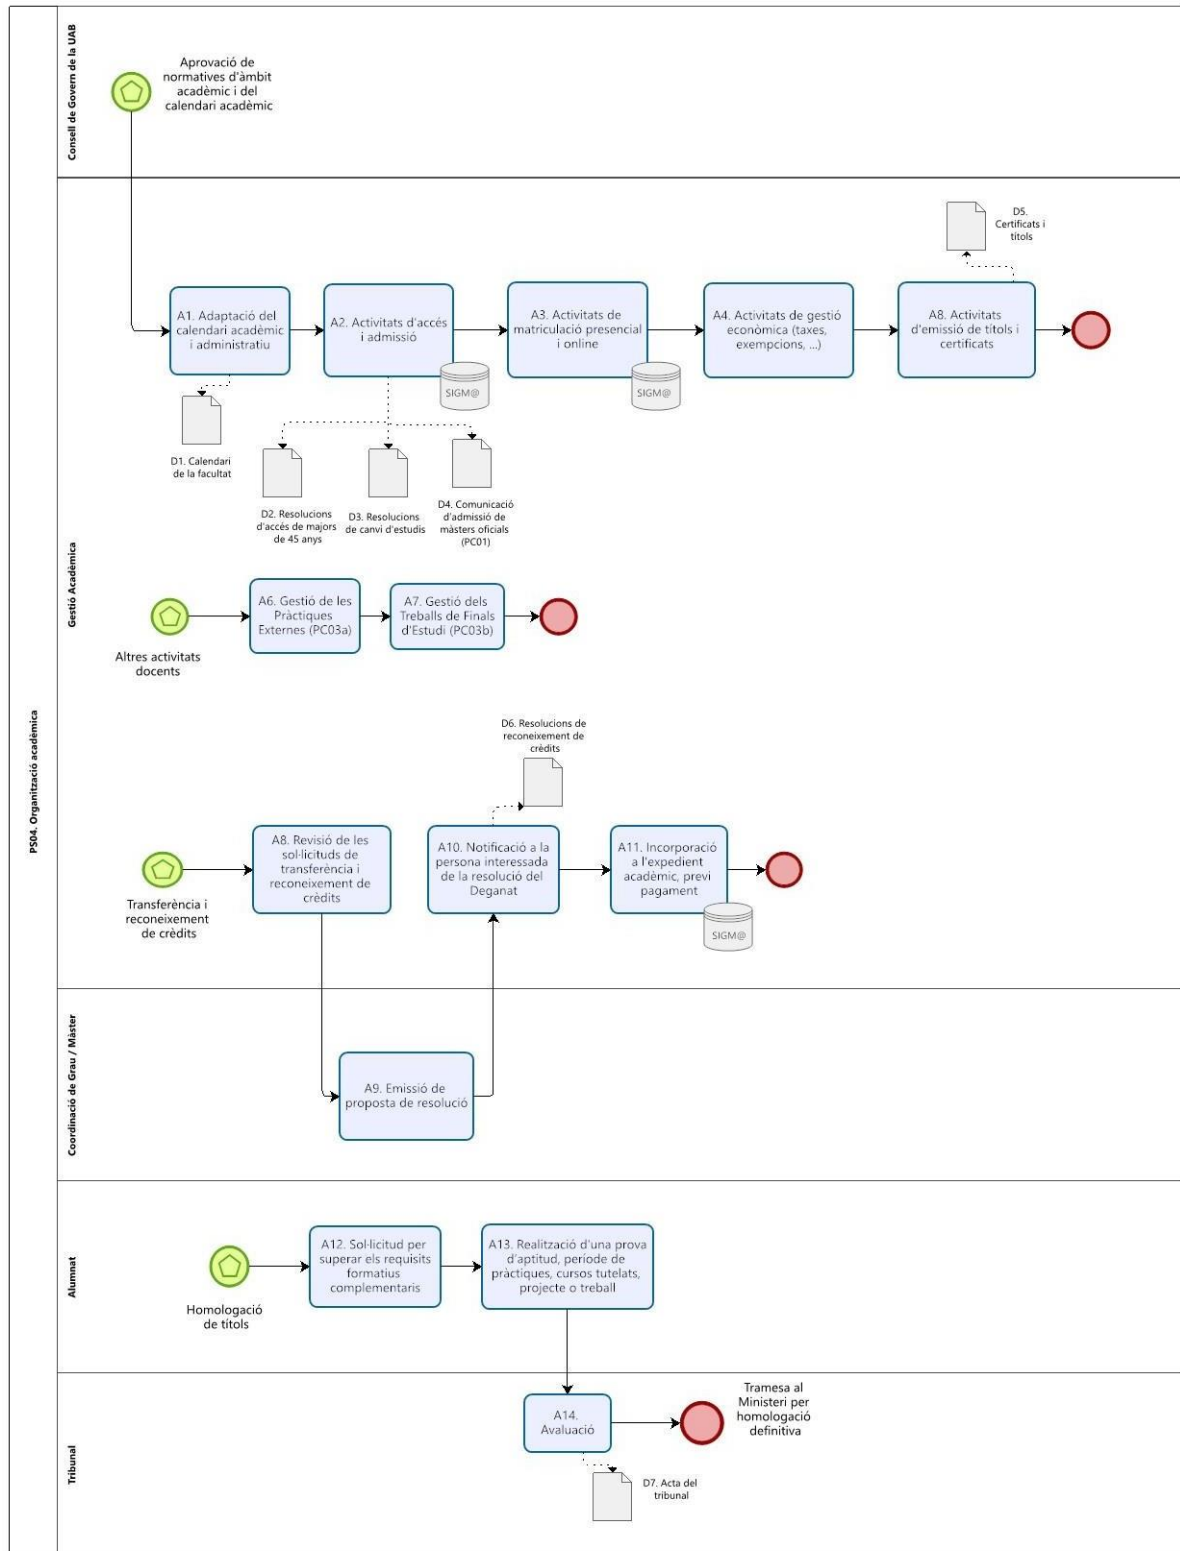 PS04. Organització acadèmica
Consell de Govern de la UAB
Aprovació de
normatives d'àmbit
acadèmic i del
calendari acadèmic
Gestió Acadèmica
A1. Adaptació del
calendari acadèmic
i administratiu
D1. Calendari
de la facultat
A2. Activitats d'accés
i admissió
SIGM@
D2. Resolucions
d'accés de majors
de 45 anys
D3. Resolucions
de canvi d'estudis
D4. Comunicació
d'admissió de
màsters oficials
(PC01)
A3. Activitats de
matriculació presencial
i online
SIGM@
A4. Activitats de gestió
econòmica (taxes,
exempcions, ...)
A8. Activitats
d'emissió de títols i
certificats
D5.
Certificats i
títols
Altres activitats
docents
A6. Gestió de les
Pràctiques
Externes (PC03a)
A7. Gestió dels
Treballs de Finals
d'Estudi (PC03b)
Transferència i
reconeixement
de crèdits
A8. Revisió de les
sol·licituds de
transferència i
reconeixement de
crèdits
D6. Resolucions de
reconeixement de
crèdits
A10. Notificació a la
persona interessada
de la resolució del
Deganat
A11. Incorporació
a l'expedient
acadèmic, previ
pagament
SIGM@
Coordinació de Grau / Màster
A9. Emissió de
proposta de resolució
Alumnat
Homologació
de títols
A12. Sol·licitud per
superar els requisits
formatius
complementaris
A13. Realització d'una prova
d'aptitud, període de
pràctiques, cursos tutelats,
projecte o treball
Tribunal
A14.
Avaluació
Tramesa al
Ministeri per
homologació
definitiva
D7. Acta del
tribunal